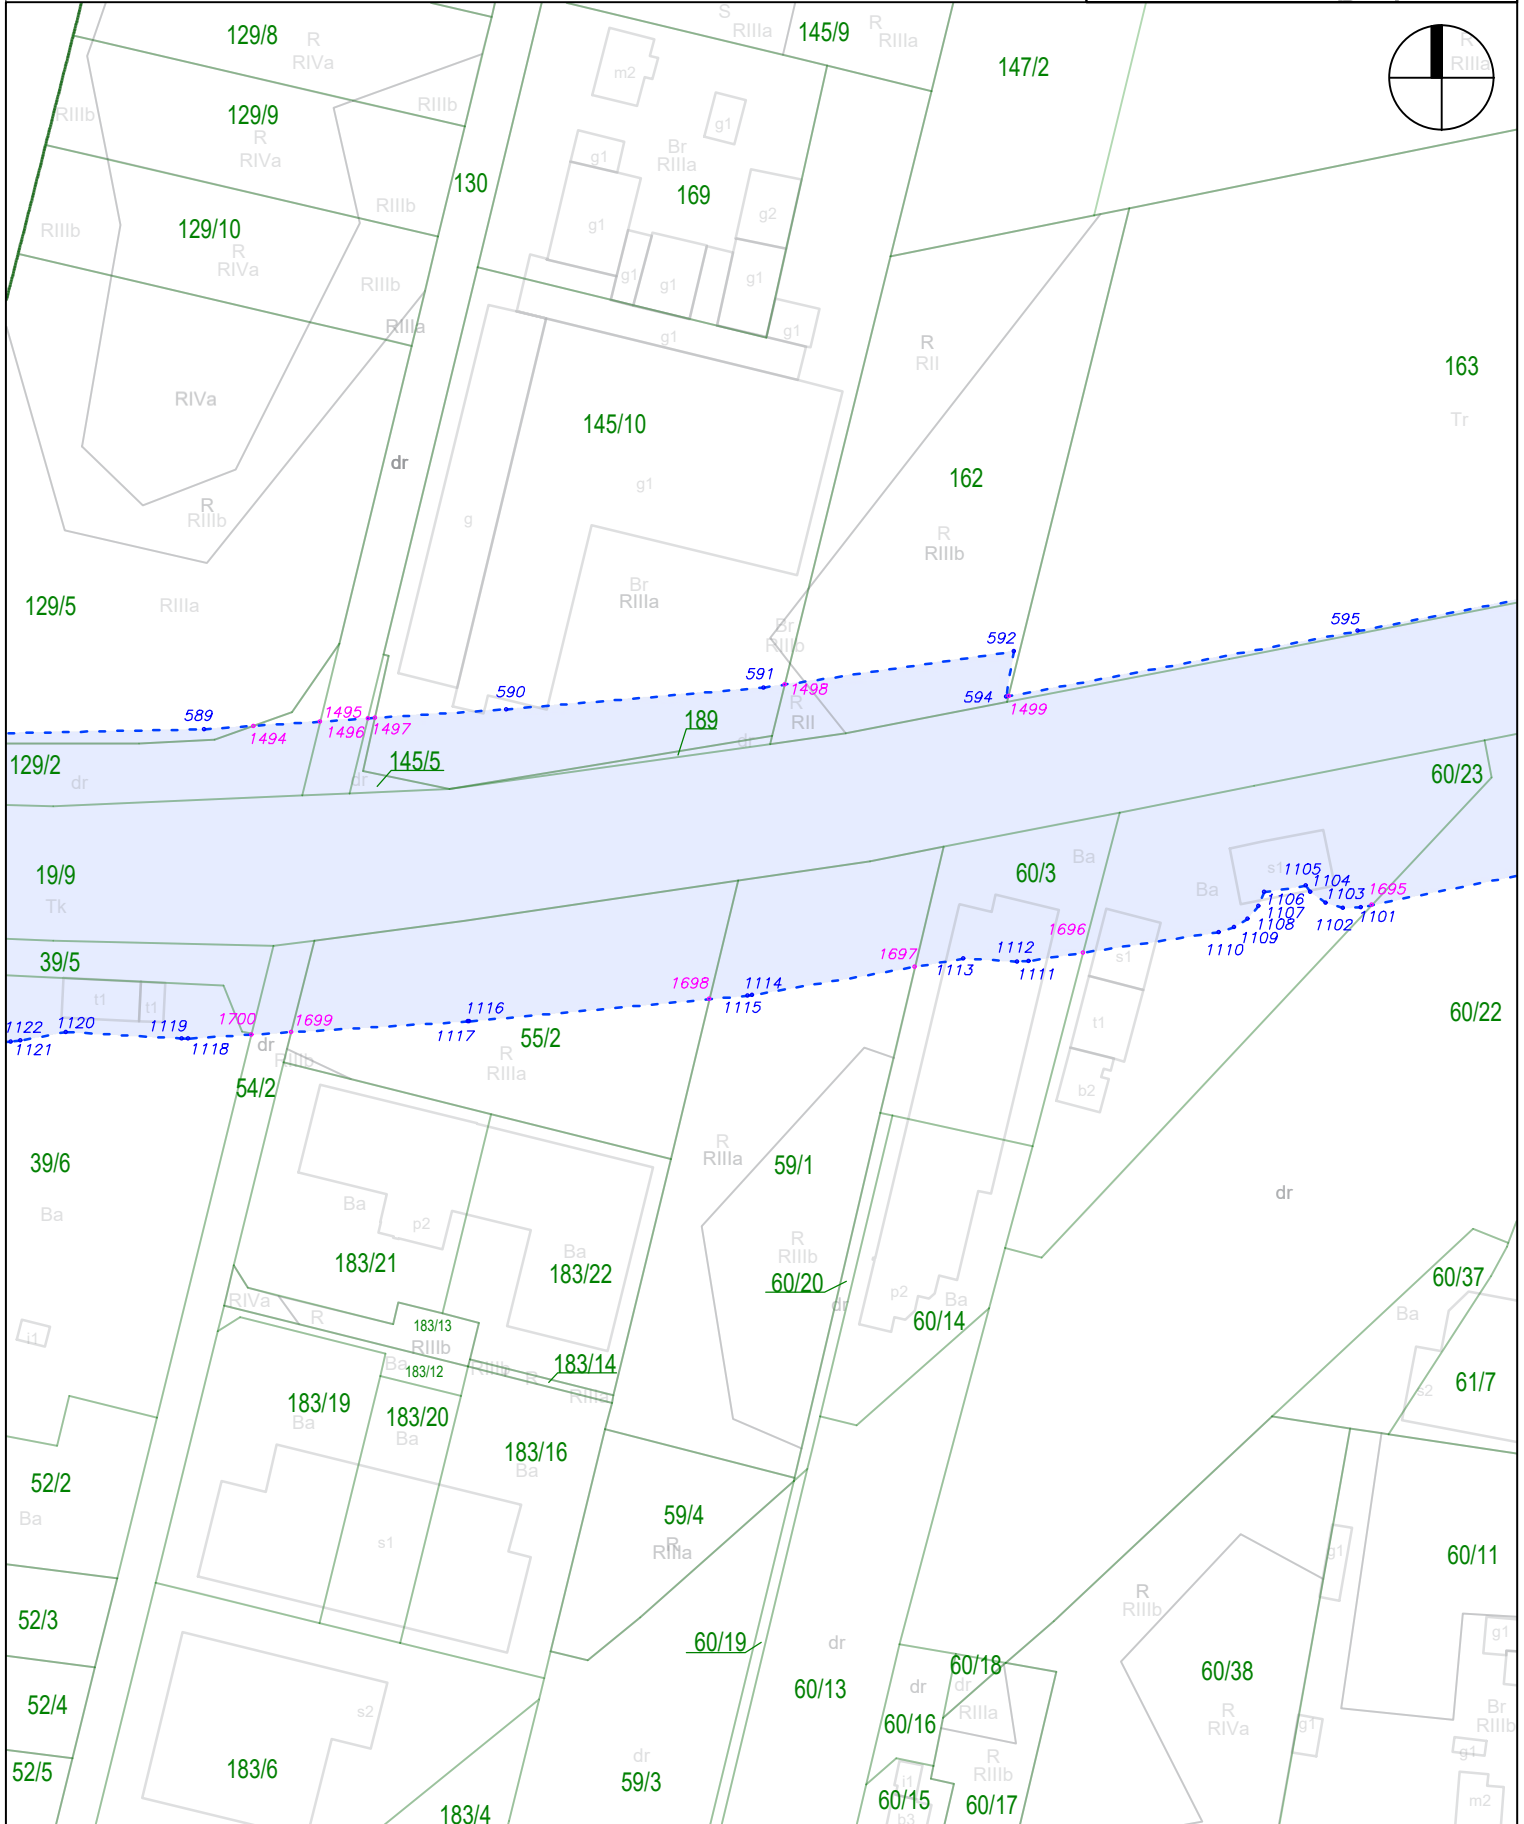 129/8
R
RIVa
S
RIIIa
145/9
R
RIIIa
147/2
R
RIIIa
m2
RIIIb
129/9
R
RIVa
RIIIb
g1
g1
Br
RIIIa
130
169
RIIIb
129/10
R
RIVa
RIIIb
g1
g2
RIIIb
g1
g1
g1
RIIIa
g1
g1
R
RII
163
RIVa
145/10
Tr
dr
g1
162
R
RIIIb
g
R
RIIIb
129/5
RIIIa
Br
RIIIa
Br
RIIIb
592
595
591
1498
590
594
1499
589
1494
1495
1496
1497
R
RII
189
dr
129/2
dr
145/5
dr
60/23
19/9
Tk
60/3
Ba
Ba
s1
1105
1104
1103
1695
1106
1107
1102
1101
1108
1109
1110
39/5
1696
1697
1112
1113
1111
s1
t1
t1
1698
1114
1115
t1
60/22
1122
1120
1119
1700
1699
1116
1121
1118
1117
55/2
dr
RIIIb
R
RIIIa
54/2
b2
39/6
R
RIIIa
59/1
Ba
dr
Ba
p2
R
RIIIb
Ba
183/21
183/22
60/20
60/37
RIVa
R
dr
p2
Ba
60/14
Ba
i1
183/13
RIIIb
Ba
183/12
RIIIb
R
183/14
RIIIa
61/7
s2
183/19
Ba
183/20
Ba
183/16
Ba
52/2
Ba
59/4
R
RIIIa
s1
g1
60/11
R
RIIIb
52/3
60/19
dr
g1
60/18
60/38
60/13
dr
dr
RIIIa
52/4
s2
60/16
R
RIVa
g1
Br
RIIIb
52/5
183/6
dr
59/3
R
RIIIb
g1
i1
60/15
60/17
m2
183/4
b3